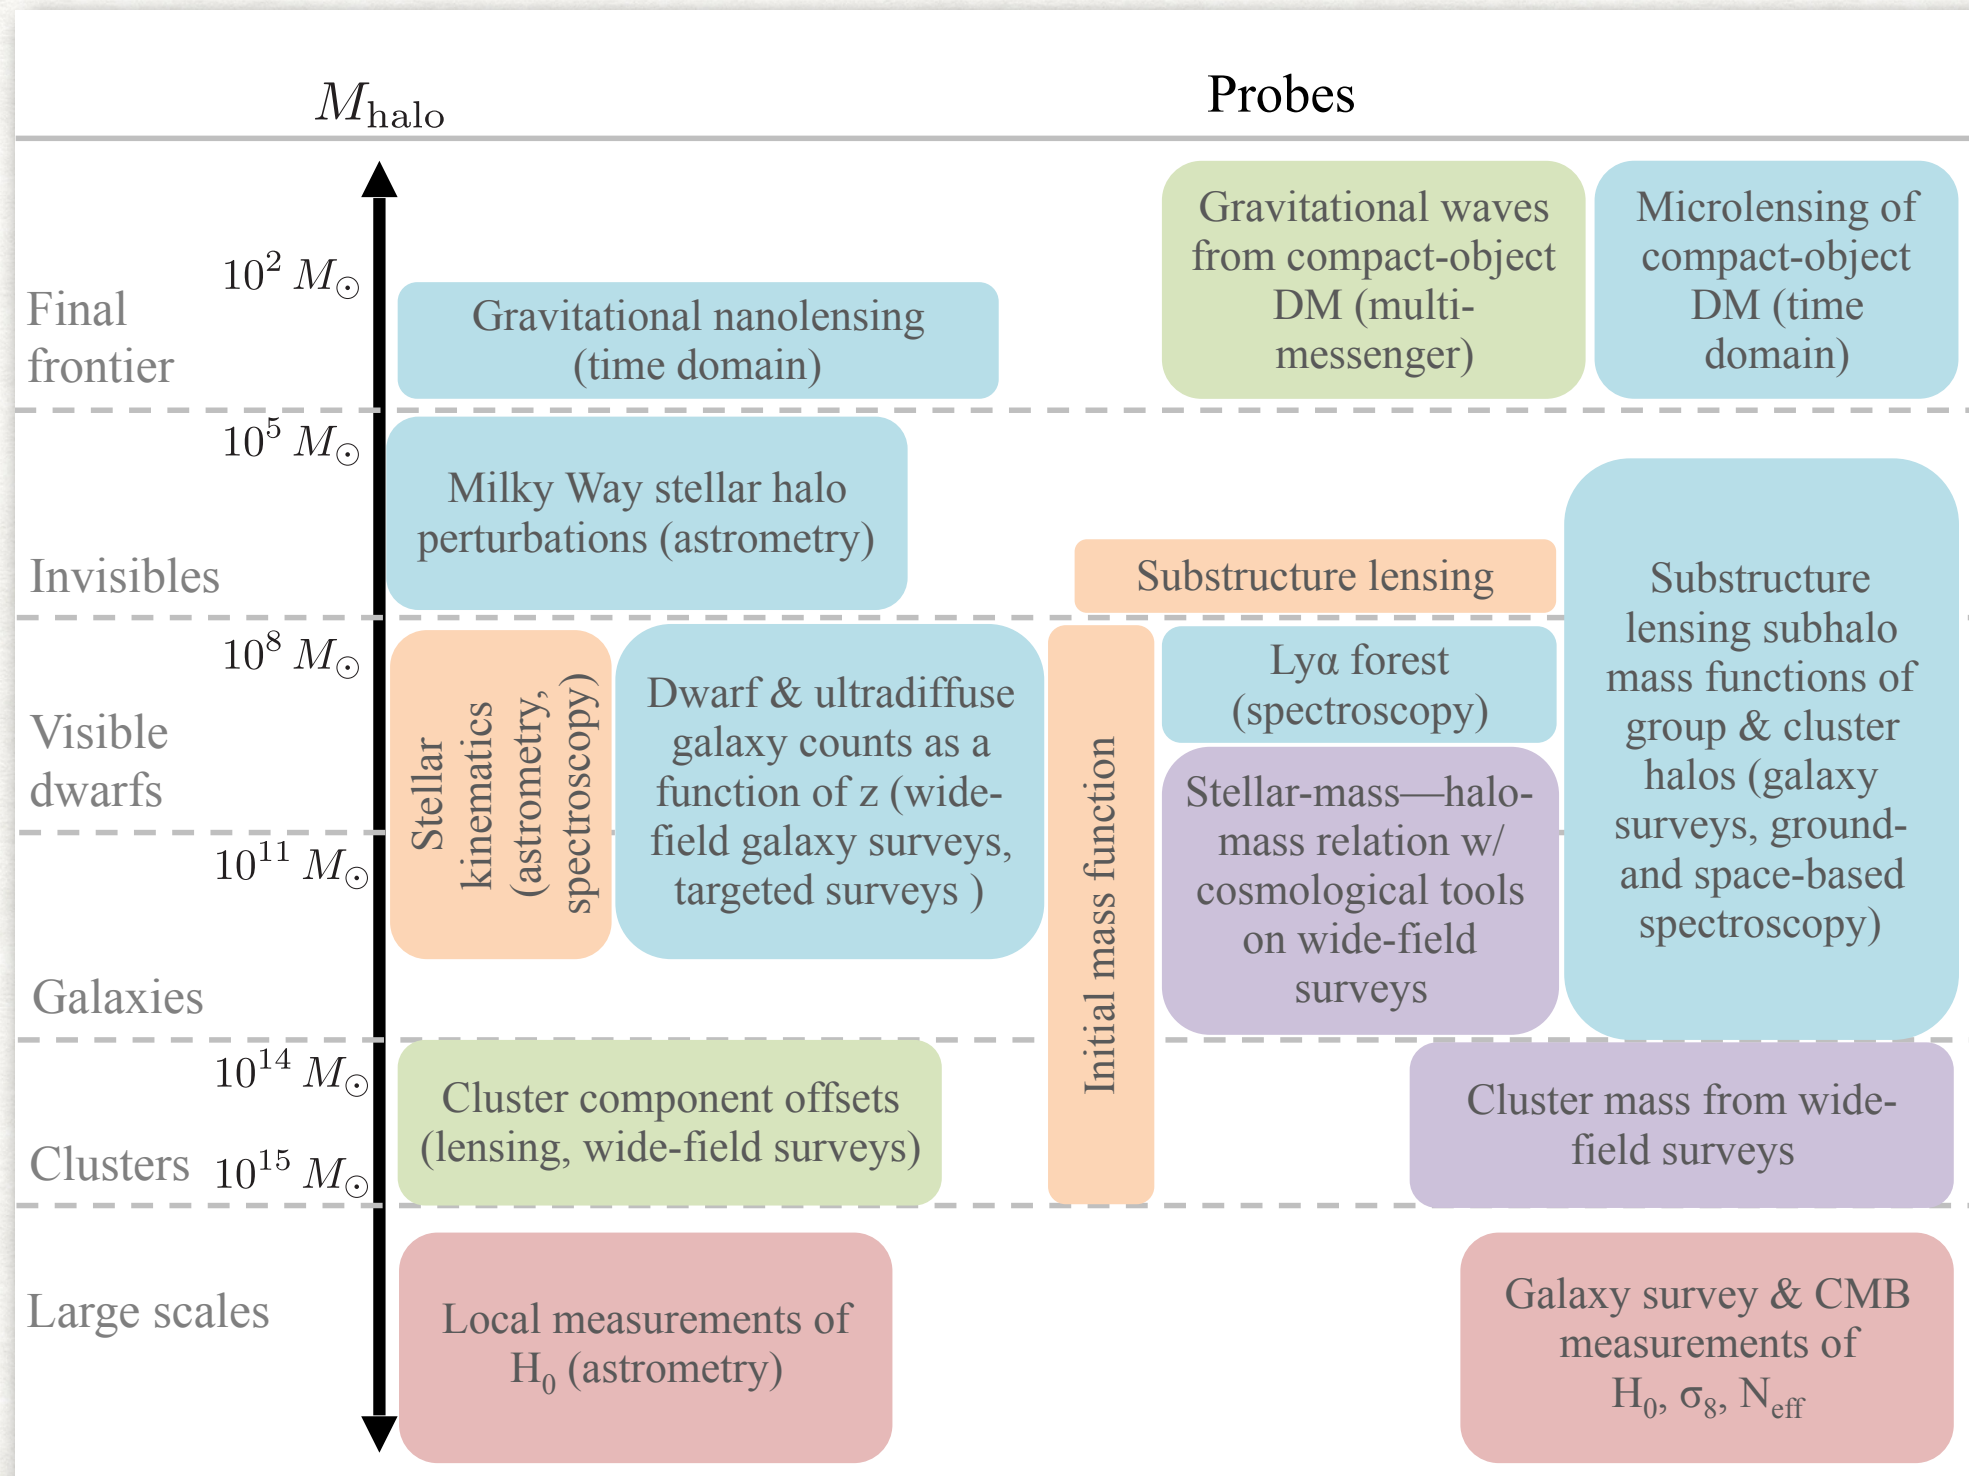 M_halo
Probes
Final
frontier
10^2 M_⊙
Gravitational nanolensing
(time domain)
Gravitational waves
from compact-object
DM (multi-
messenger)
Microlensing of
compact-object
DM (time
domain)
10^5 M_⊙
Invisibles
Milky Way stellar halo
perturbations (astrometry)
Substructure lensing
Substructure
lensing subhalo
mass functions of
group & cluster
halos (galaxy
surveys, ground-
and space-based
spectroscopy)
10^8 M_⊙
Visible
dwarfs
Stellar
kinematics
(astrometry,
spectroscopy)
Dwarf & ultradiffuse
galaxy counts as a
function of z (wide-
field galaxy surveys,
targeted surveys )
Initial mass function
Lyα forest
(spectroscopy)
Stellar-mass—halo-
mass relation w/
cosmological tools
on wide-field
surveys
10^11 M_⊙
Galaxies
10^14 M_⊙
Clusters
10^15 M_⊙
Cluster component offsets
(lensing, wide-field surveys)
Cluster mass from wide-
field surveys
Large scales
Local measurements of
H_0 (astrometry)
Galaxy survey & CMB
measurements of
H_0, σ_8, N_eff